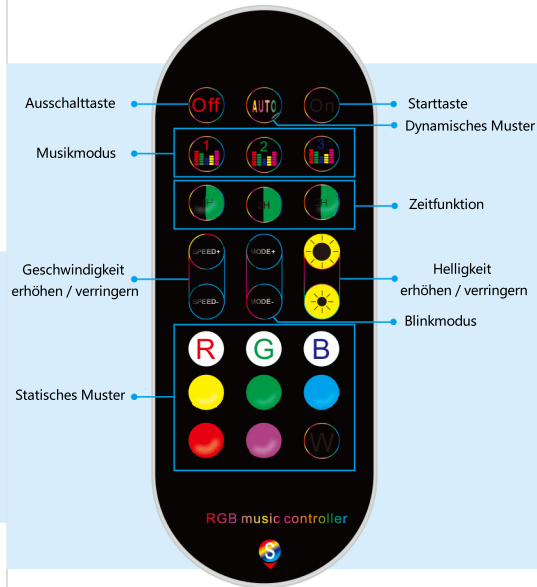 Off
AUTO
On
Ausschalttaste
Starttaste
Dynamisches Muster
1
2
3
Musikmodus
Zeitfunktion
SPEED+
MODE+
Geschwindigkeit
erhöhen / verringern
Helligkeit
erhöhen / verringern
SPEED-
MODE-
Blinkmodus
R
G
B
Statisches Muster
W
RGB music controller
S